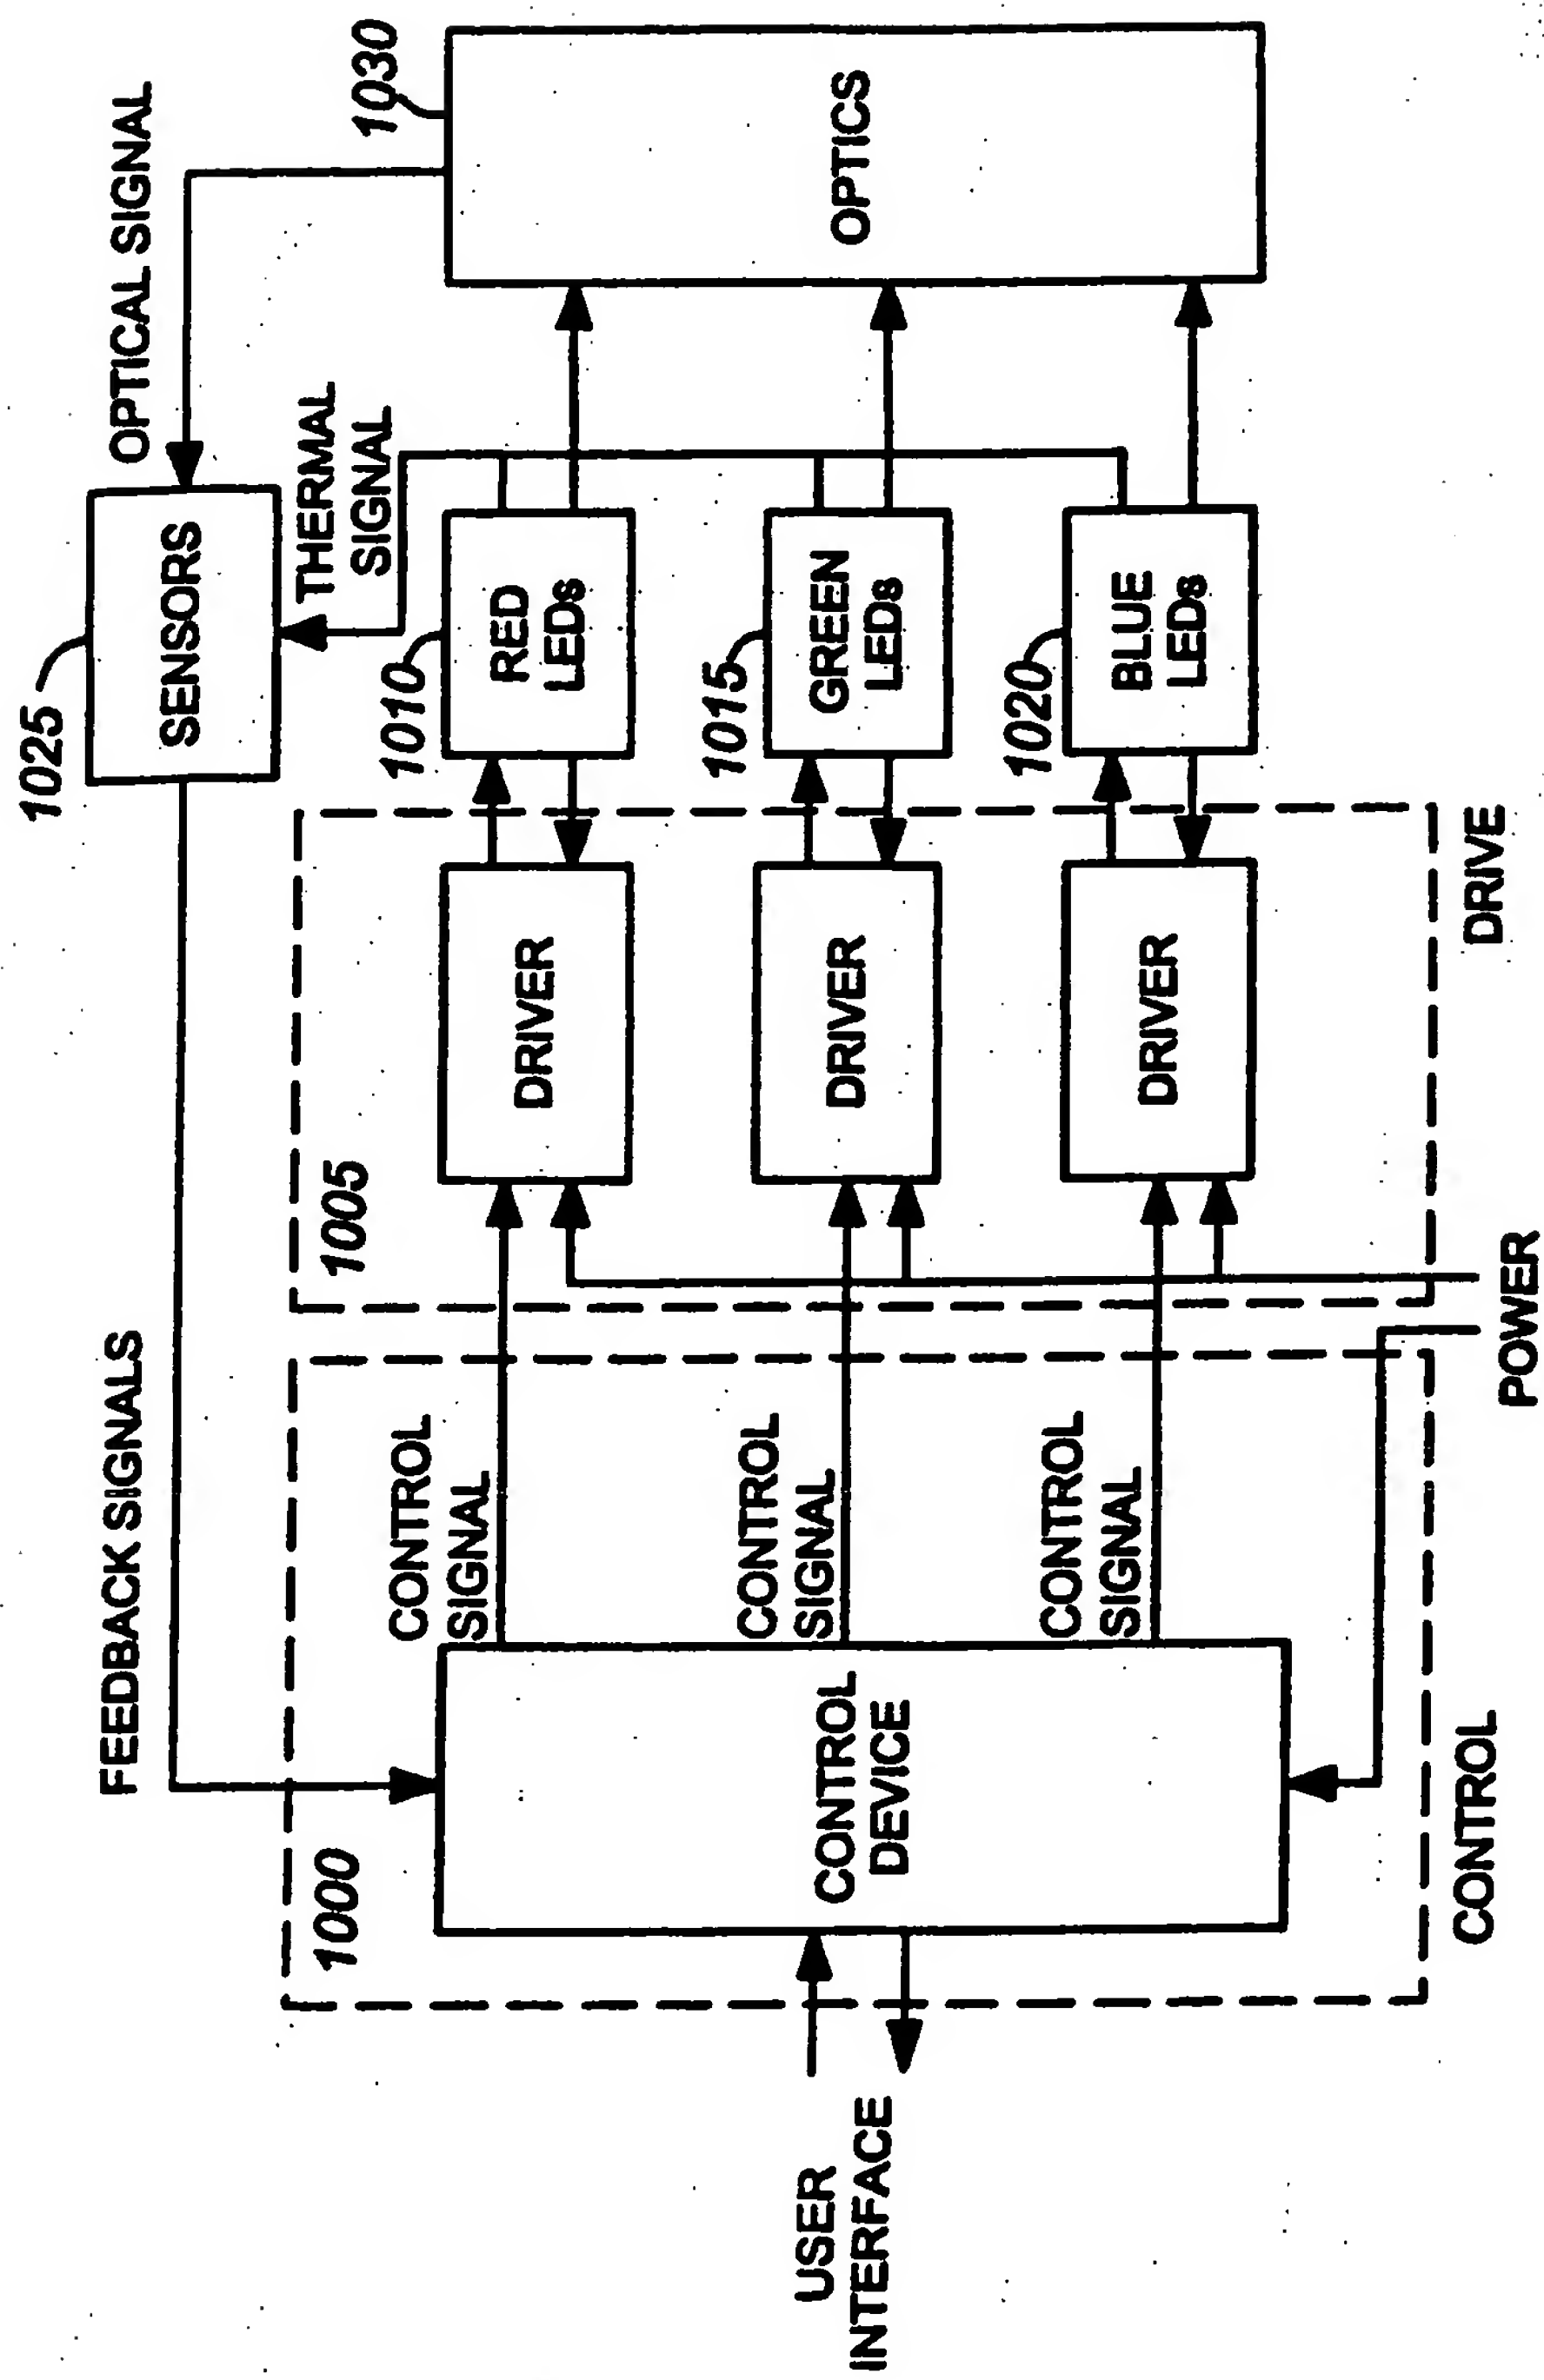 1025
SENSORS
OPTICAL SIGNAL
FEEDBACK SIGNALS
THERMAL
SIGNAL
1030
OPTICS
1000
CONTROL
SIGNAL
1005
DRIVER
1010
RED
LEDs
USER
INTERFACE
CONTROL
DEVICE
CONTROL
SIGNAL
DRIVER
1015
GREEN
LEDs
CONTROL
SIGNAL
DRIVER
1020
BLUE
LEDs
CONTROL
POWER
DRIVE